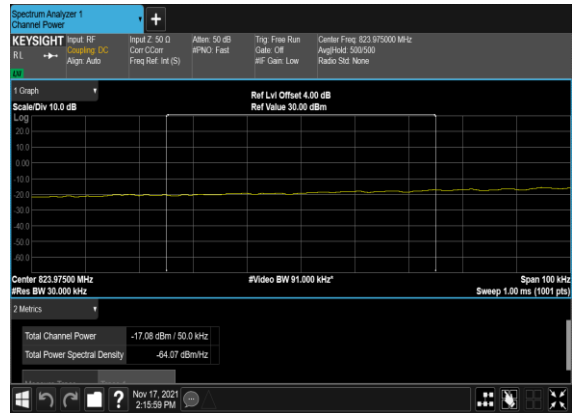 Spectrum Analyzer 1
Channel Power
+
KEYSIGHT Input: RF Input Z: 50 Ω Atten: 50 dB Trig: Free Run Center Freq: 823.975000 MHz
RL Coupling: DC Corr CCorr #PNO: Fast Gate: Off Avg|Hold: 500/500
Align: Auto Freq Ref: Int (S) #IF Gain: Low Radio Std: None
LV
1 Graph
Ref Lvl Offset 4.00 dB
Scale/Div 10.0 dB Ref Value 30.00 dBm
Log
20.0
10.0
0.00
-10.0
-20.0
-30.0
-40.0
-50.0
-60.0
Center 823.97500 MHz #Video BW 91.000 kHz* Span 100 kHz
#Res BW 30.000 kHz Sweep 1.00 ms (1001 pts)
2 Metrics
Total Channel Power -17.08 dBm / 50.0 kHz
Total Power Spectral Density -64.07 dBm/Hz
? Nov 17, 2021
2:15:59 PM